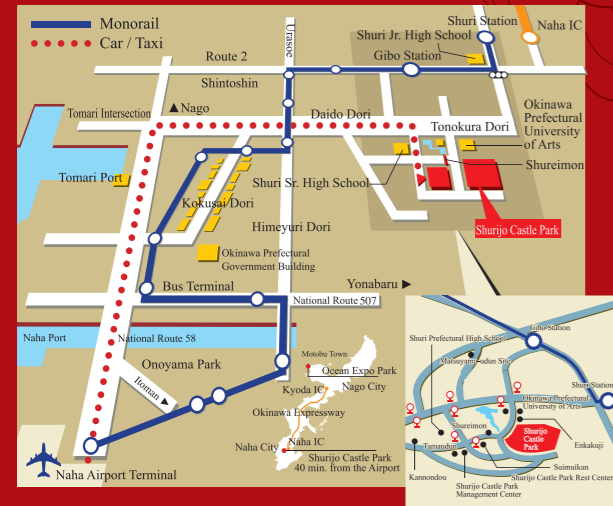 Monorail
Car / Taxi
Urasoe
Shuri Station
Naha IC
Shuri Jr. High School
Gibo Station
Route 2
Shintoshin
▲Nago
Tomari Intersection
Daido Dori
Tonokura Dori
Okinawa
Prefectural
University
of Arts
Shureimon
Tomari Port
Shuri Sr. High School
Kokusai Dori
Himeyuri Dori
Shurijo Castle Park
Okinawa Prefectural
Government Building
Bus Terminal
Yonabaru ▶
National Route 507
Naha Port
National Route 58
Onoyama Park
Itoman ▶
Motobu Town
Ocean Expo Park
Kyoda IC
Nago City
Okinawa Expressway
Naha IC
Naha City
Shurijo Castle Park
40 min. from the Airport
Naha Airport Terminal
Gibo Station
Shuri Prefectural High School
Matsuyama-udun Site
Shuri Station
Okinawa Prefectural
University of Arts
Shureimon
Shurijo
Castle
Park
Tamaudun
Enkakuji
Suimuikan
Kannondou
Shurijo Castle Park Rest Center
Shurijo Castle Park
Management Center